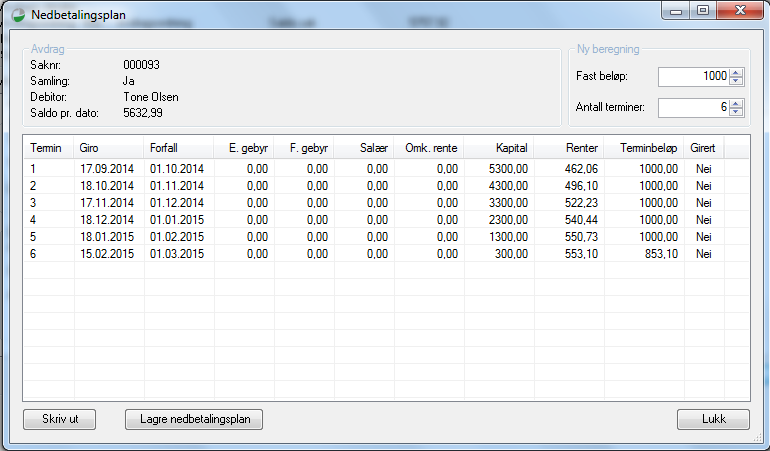 Nedbetalingsplan
Avdrag
Saknr: 000093
Samling: Ja
Debitor: Tone Olsen
Saldo pr. dato: 5632,99
Ny beregning
Fast beløp: 1000
Antall terminer: 6
Termin Giro Forfall E. gebyr F. gebyr Salær Omk. rente Kapital Renter Terminbeløp Girert
1 17.09.2014 01.10.2014 0,00 0,00 0,00 0,00 5300,00 462,06 1000,00 Nei
2 18.10.2014 01.11.2014 0,00 0,00 0,00 0,00 4300,00 496,10 1000,00 Nei
3 17.11.2014 01.12.2014 0,00 0,00 0,00 0,00 3300,00 522,23 1000,00 Nei
4 18.12.2014 01.01.2015 0,00 0,00 0,00 0,00 2300,00 540,44 1000,00 Nei
5 18.01.2015 01.02.2015 0,00 0,00 0,00 0,00 1300,00 550,73 1000,00 Nei
6 15.02.2015 01.03.2015 0,00 0,00 0,00 0,00 300,00 553,10 853,10 Nei
Skriv ut Lagre nedbetalingsplan Lukk